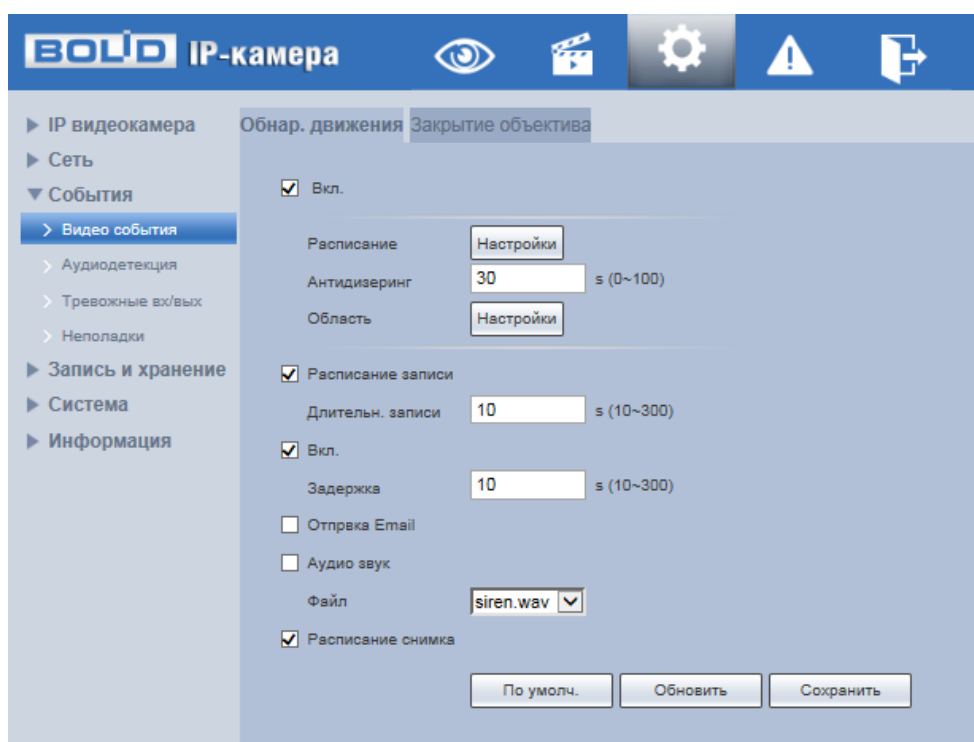 BOLID IP-камера
IP видеокамера
Сеть
События
Видео события
Аудиодетекция
Тревожные вх/вых
Неполадки
Запись и хранение
Система
Информация
Обнар. движения Закрытие объектива
Вкл.
Расписание Настройки
Антидизеринг 30 s (0~100)
Область Настройки
Расписание записи
Длительн. записи 10 s (10~300)
Вкл.
Задержка 10 s (10~300)
Отпрвка Email
Аудио звук
Файл siren.wav
Расписание снимка
По умолч. Обновить Сохранить